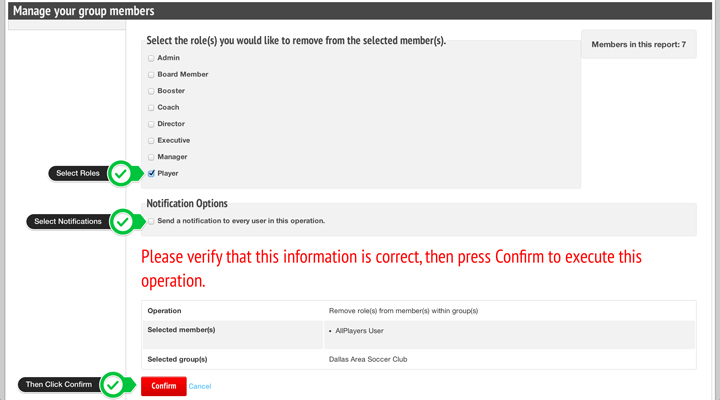 Manage your group members
Select the role(s) you would like to remove from the selected member(s).
Members in this report: 7
Admin
Board Member
Booster
Coach
Director
Executive
Manager
Select Roles
Player
Notification Options
Select Notifications
Send a notification to every user in this operation.
Please verify that this information is correct, then press Confirm to execute this
operation.
Operation Remove role(s) from member(s) within group(s)
Selected member(s) • AllPlayers User
Selected group(s) Dallas Area Soccer Club
Then Click Confirm
Confirm Cancel